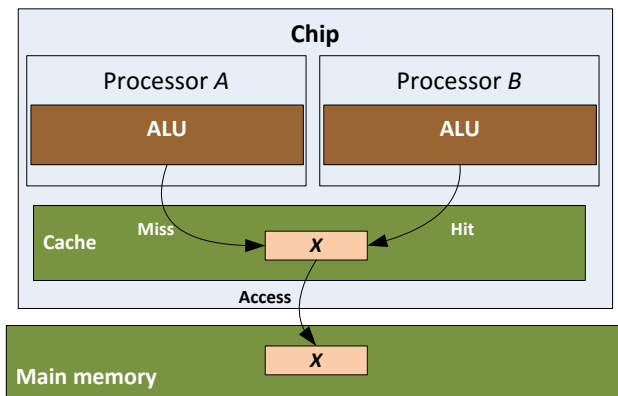 Chip
Processor A
Processor B
ALU
ALU
Miss
Hit
Cache
X
Access
X
Main memory